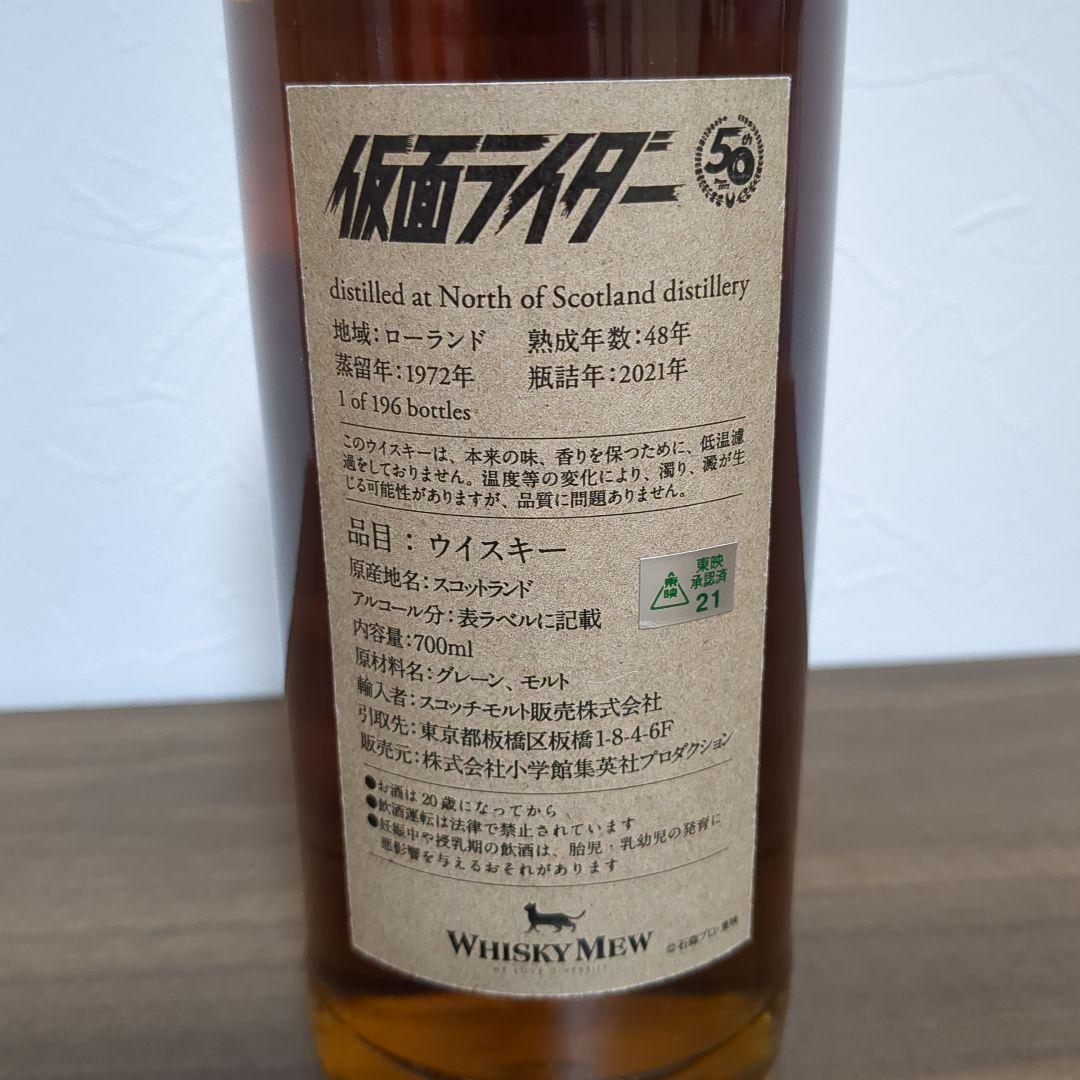 仮面ライダー
50th
distilled at North of Scotland distillery
地域：ローランド 熟成年数：48年
蒸留年：1972年 瓶詰年：2021年
1 of 196 bottles
このウイスキーは、本来の味、香りを保つために、低温濾
過をしておりません。温度等の変化により、濁り、澱が生
じる可能性がありますが、品質に問題ありません。
品目：ウイスキー
原産地名：スコットランド
アルコール分：表ラベルに記載
内容量：700ml
原材料名：グレーン、モルト
輸入者：スコッチモルト販売株式会社
引取先：東京都板橋区板橋1-8-4-6F
販売元：株式会社小学館集英社プロダクション
東映
東映
承認済
21
●お酒は20歳になってから
●飲酒運転は法律で禁止されています
●妊娠中や授乳期の飲酒は、胎児・乳幼児の発育に
悪影響を与えるおそれがあります
WHISKY MEW
WE LOVE DIVERSITY
©石森プロ・東映